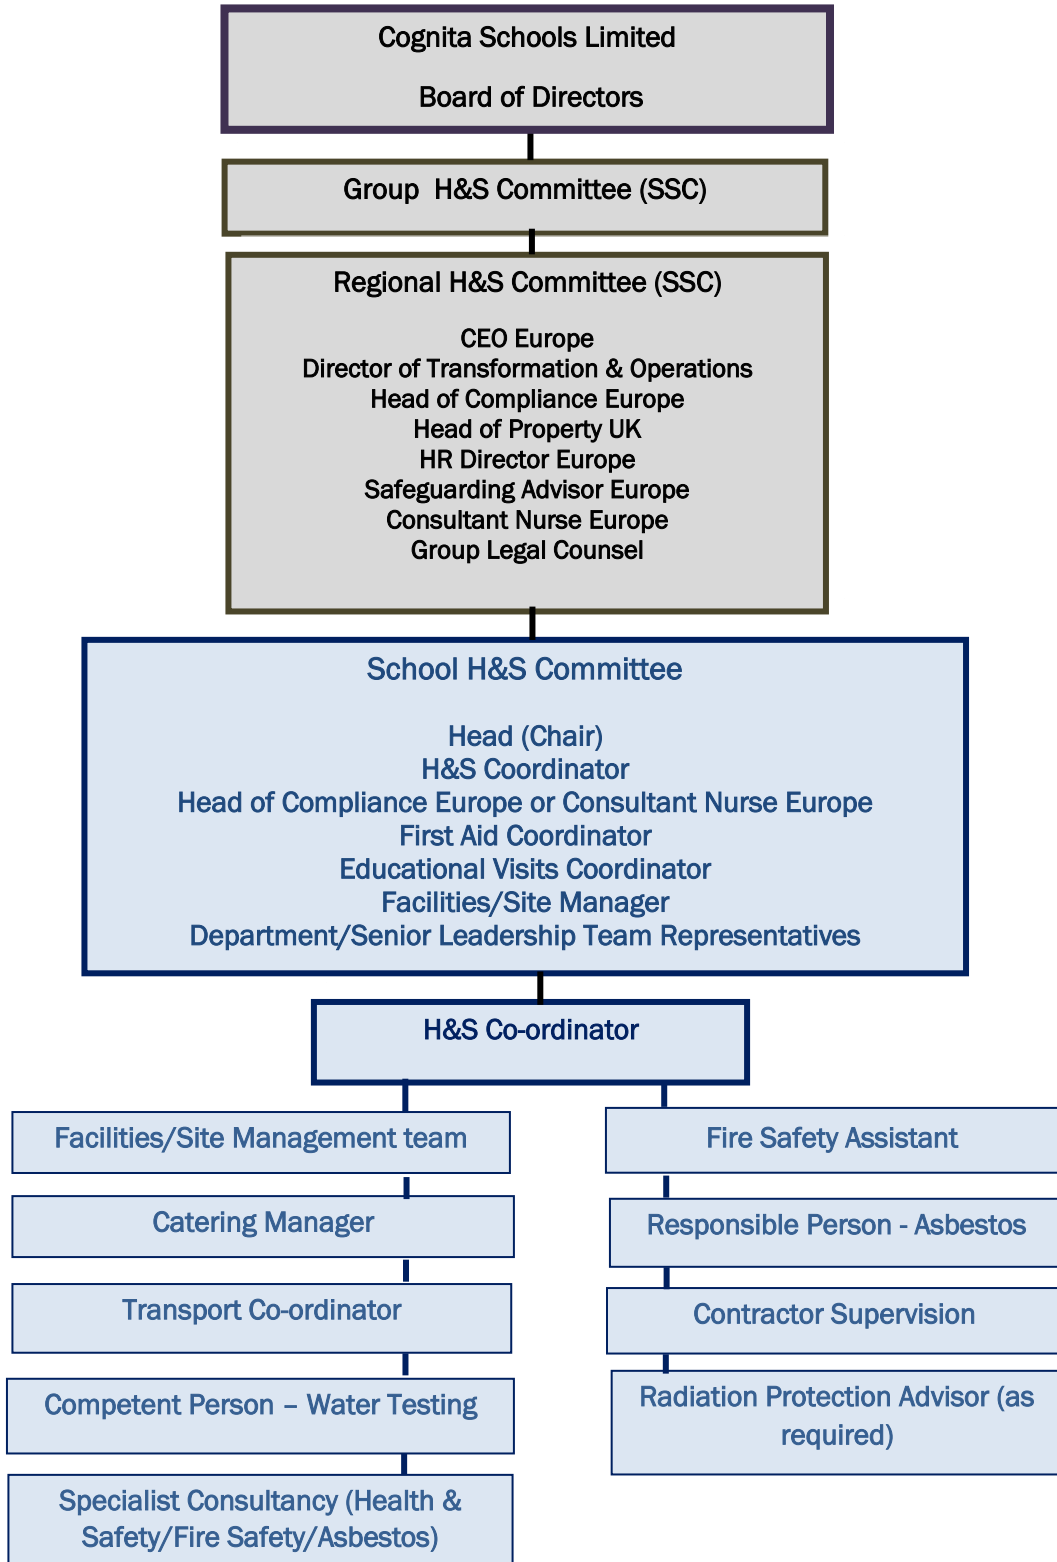 Cognita Schools Limited
Board of Directors
Group H&S Committee (SSC)
Regional H&S Committee (SSC)
CEO Europe
Director of Transformation & Operations
Head of Compliance Europe
Head of Property UK
HR Director Europe
Safeguarding Advisor Europe
Consultant Nurse Europe
Group Legal Counsel
School H&S Committee
Head (Chair)
H&S Coordinator
Head of Compliance Europe or Consultant Nurse Europe
First Aid Coordinator
Educational Visits Coordinator
Facilities/Site Manager
Department/Senior Leadership Team Representatives
H&S Co-ordinator
Facilities/Site Management team
Catering Manager
Transport Co-ordinator
Competent Person – Water Testing
Specialist Consultancy (Health &
Safety/Fire Safety/Asbestos)
Fire Safety Assistant
Responsible Person - Asbestos
Contractor Supervision
Radiation Protection Advisor (as
required)